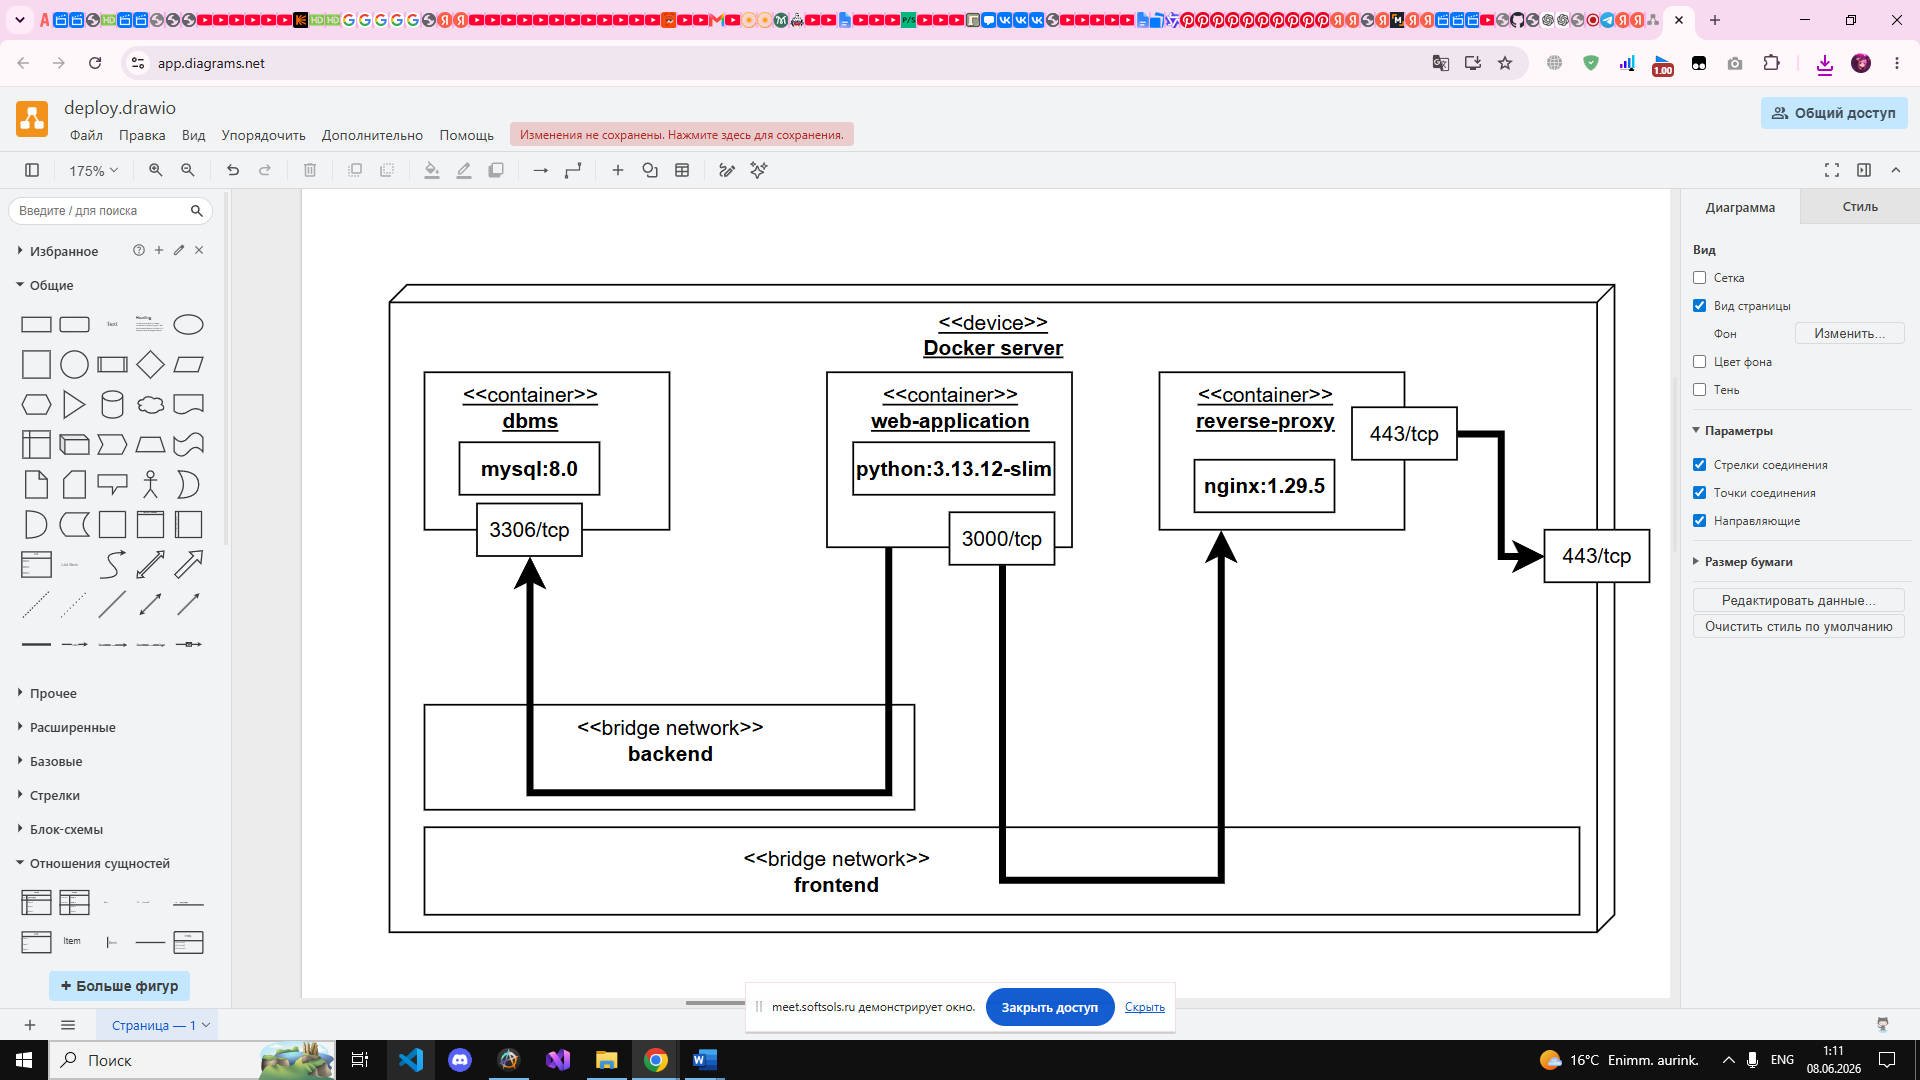 app.diagrams.net
1.00
deploy.drawio
Файл Правка Вид Упорядочить Дополнительно Помощь
Изменения не сохранены. Нажмите здесь для сохранения.
Общий доступ
175%
Введите / для поиска
Избранное
Общие
Прочее
Расширенные
Базовые
Стрелки
Блок-схемы
Отношения сущностей
Item
+ Больше фигур
<<device>>
Docker server
<<container>>
dbms
mysql:8.0
3306/tcp
<<container>>
web-application
python:3.13.12-slim
3000/tcp
<<container>>
reverse-proxy
nginx:1.29.5
443/tcp
443/tcp
<<bridge network>>
backend
<<bridge network>>
frontend
Диаграмма
Стиль
Вид
Сетка
Вид страницы
Фон
Изменить...
Цвет фона
Тень
Параметры
Стрелки соединения
Точки соединения
Направляющие
Размер бумаги
Редактировать данные...
Очистить стиль по умолчанию
meet.softsols.ru демонстрирует окно.
Закрыть доступ
Скрыть
Страница — 1
Поиск
16°C Enimm. aurink.
ENG
1:11
08.06.2026